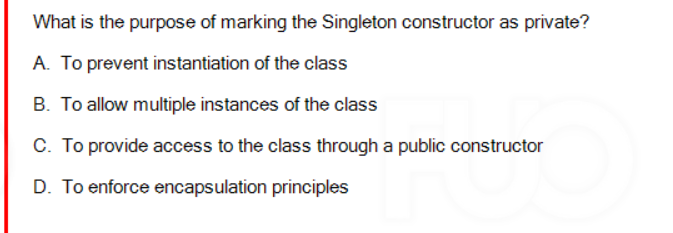 What is the purpose of marking the Singleton constructor as private?
A. To prevent instantiation of the class
B. To allow multiple instances of the class
C. To provide access to the class through a public constructor
D. To enforce encapsulation principles
FUO